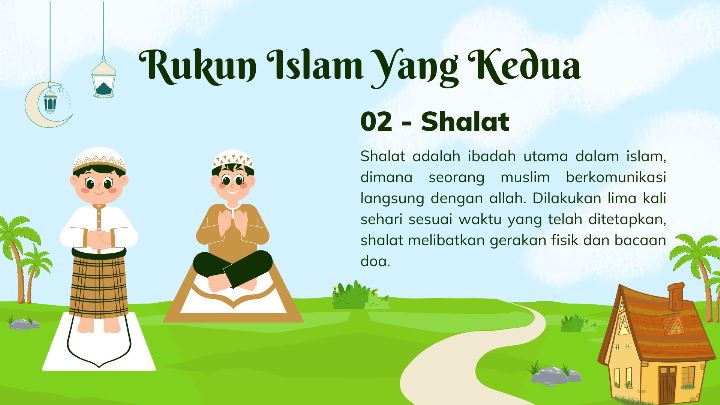 Rukun Islam Yang Kedua
02 - Shalat
Shalat adalah ibadah utama dalam islam,
dimana seorang muslim berkomunikasi
langsung dengan allah. Dilakukan lima kali
sehari sesuai waktu yang telah ditetapkan,
shalat melibatkan gerakan fisik dan bacaan
doa.